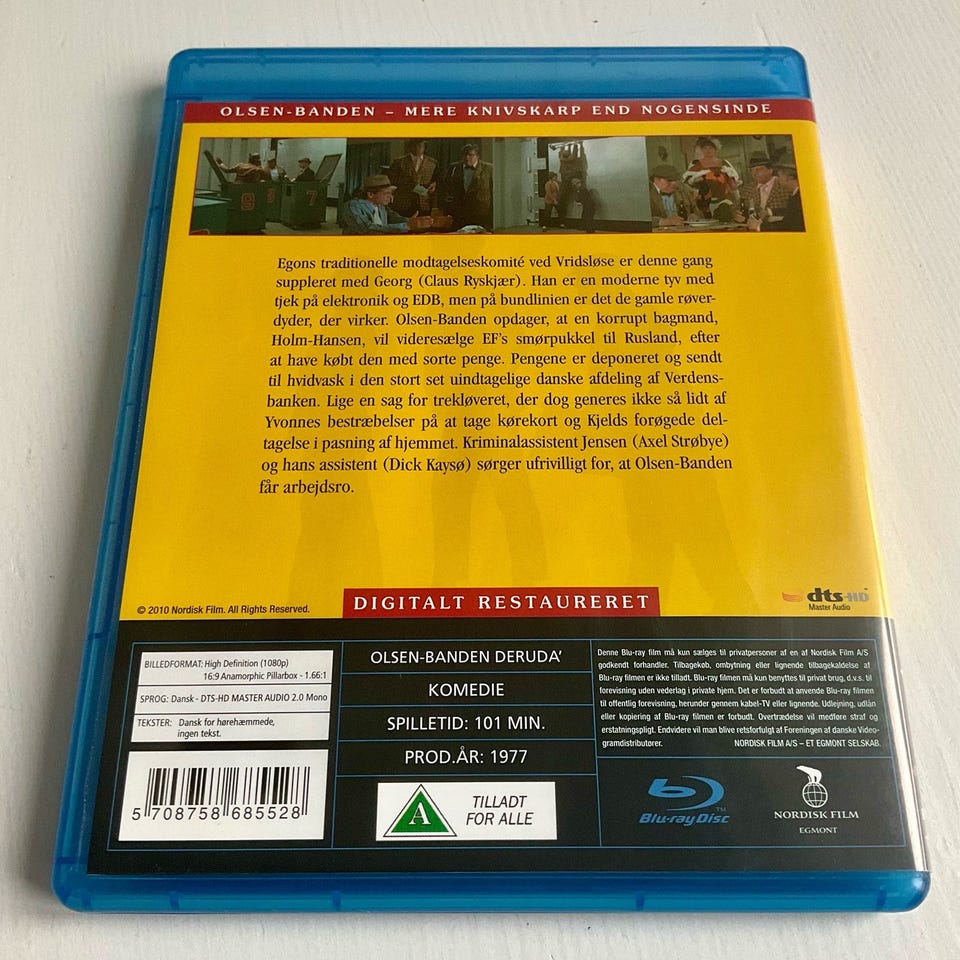 OLSEN-BANDEN – MERE KNIVSKARP END NOGENSINDE
Egons traditionelle modtagelseskomité ved Vridsløse er denne gang
suppleret med Georg (Claus Ryskjær). Han er en moderne tyv med
tjek på elektronik og EDB, men på bundlinien er det de gamle røver-
dyder, der virker. Olsen-Banden opdager, at en korrupt bagmand,
Holm-Hansen, vil videresælge EF's smørpukkel til Rusland, efter
at have købt den med sorte penge. Pengene er deponeret og sendt
til hvidvask i den stort set uindtagelige danske afdeling af Verdens-
banken. Lige en sag for trekløveret, der dog generes ikke så lidt af
Yvonnes bestræbelser på at tage kørekort og Kjelds forøgede del-
tagelse i pasning af hjemmet. Kriminalassistent Jensen (Axel Strøbye)
og hans assistent (Dick Kaysø) sørger ufrivilligt for, at Olsen-Banden
får arbejdsro.
© 2010 Nordisk Film. All Rights Reserved.
DIGITALT RESTAURERET
dts-HD
Master Audio
BILLEDFORMAT: High Definition (1080p)
16:9 Anamorphic Pillarbox - 1.66:1
SPROG: Dansk - DTS-HD MASTER AUDIO 2.0 Mono
TEKSTER: Dansk for hørehæmmede,
ingen tekst.
5 708758 685528
OLSEN-BANDEN DERUDA'
KOMEDIE
SPILLETID: 101 MIN.
PROD.ÅR: 1977
A
TILLADT
FOR ALLE
Denne Blu-ray film må kun sælges til privatpersoner af en af Nordisk Film A/S
godkendt forhandler. Tilbagekøb, ombytning eller lignende tilbagekaldelse af
Blu-ray filmen er ikke tilladt. Blu-ray filmen må kun benyttes til privat brug, d.v.s. til
forevisning uden vederlag i private hjem. Det er forbudt at anvende Blu-ray filmen
til offentlig forevisning, herunder gennem kabel-TV eller lignende. Udlejning, udlån
eller kopiering af Blu-ray filmen er forbudt. Overtrædelse vil medføre straf og
erstatningspligt. Endvidere vil man blive retsforfulgt af Foreningen af danske Video-
gramdistributører.
NORDISK FILM A/S – ET EGMONT SELSKAB.
Blu-ray Disc
TM
NORDISK FILM
EGMONT